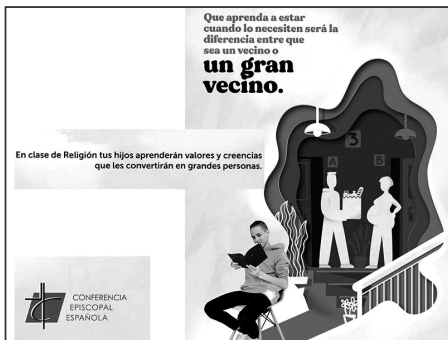 Que aprenda a estar
cuando lo necesiten será la
diferencia entre que
sea un vecino o
un gran
vecino.
En clase de Religión tus hijos aprenderán valores y creencias
que les convertirán en grandes personas.
3
A B
CONFERENCIA
EPISCOPAL
ESPAÑOLA